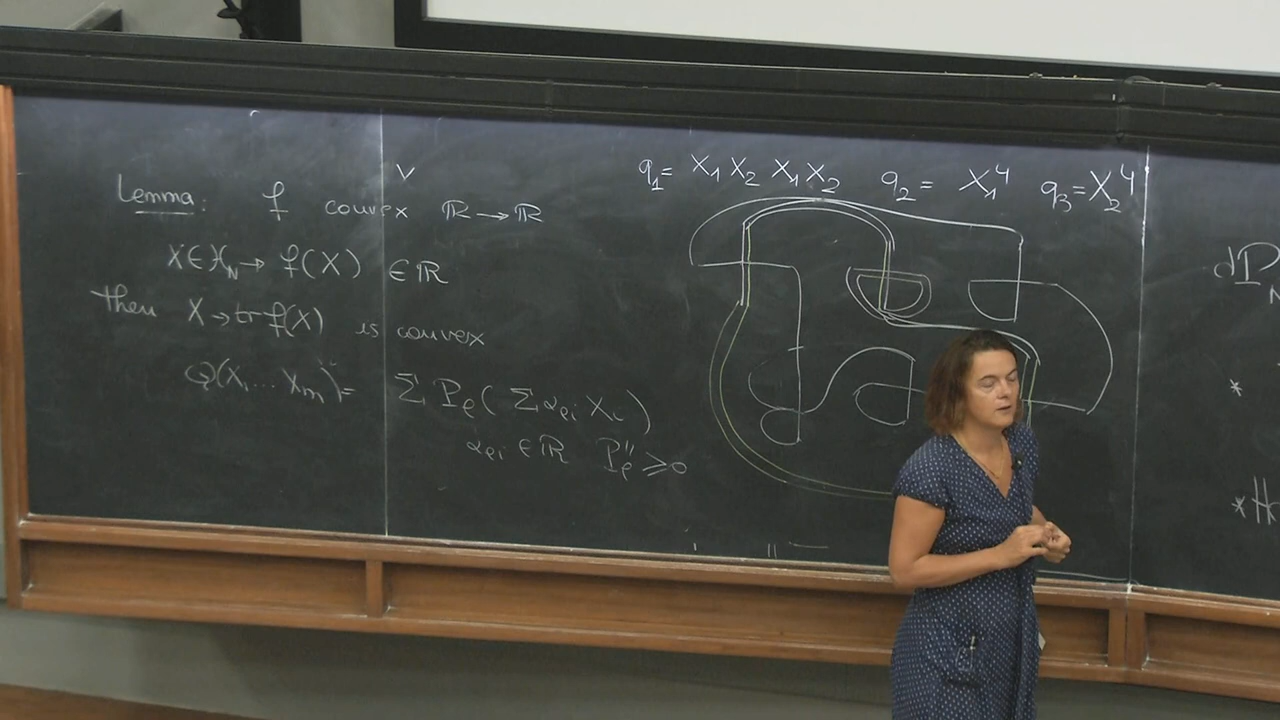 Lemma: f convex ℝ → ℝ
X ∈ ℋ_N → f(X) ∈ ℝ
then X → tr f(X) is convex
Q(X_1 ... X_m) = Σ P_ℓ ( Σ α_ℓi X_i )
α_ℓi ∈ ℝ P_ℓ'' ⩾ 0
q_1 = X_1 X_2 X_1 X_2 q_2 = X_1^4 q_3 = X_2^4
dP_N
*
*